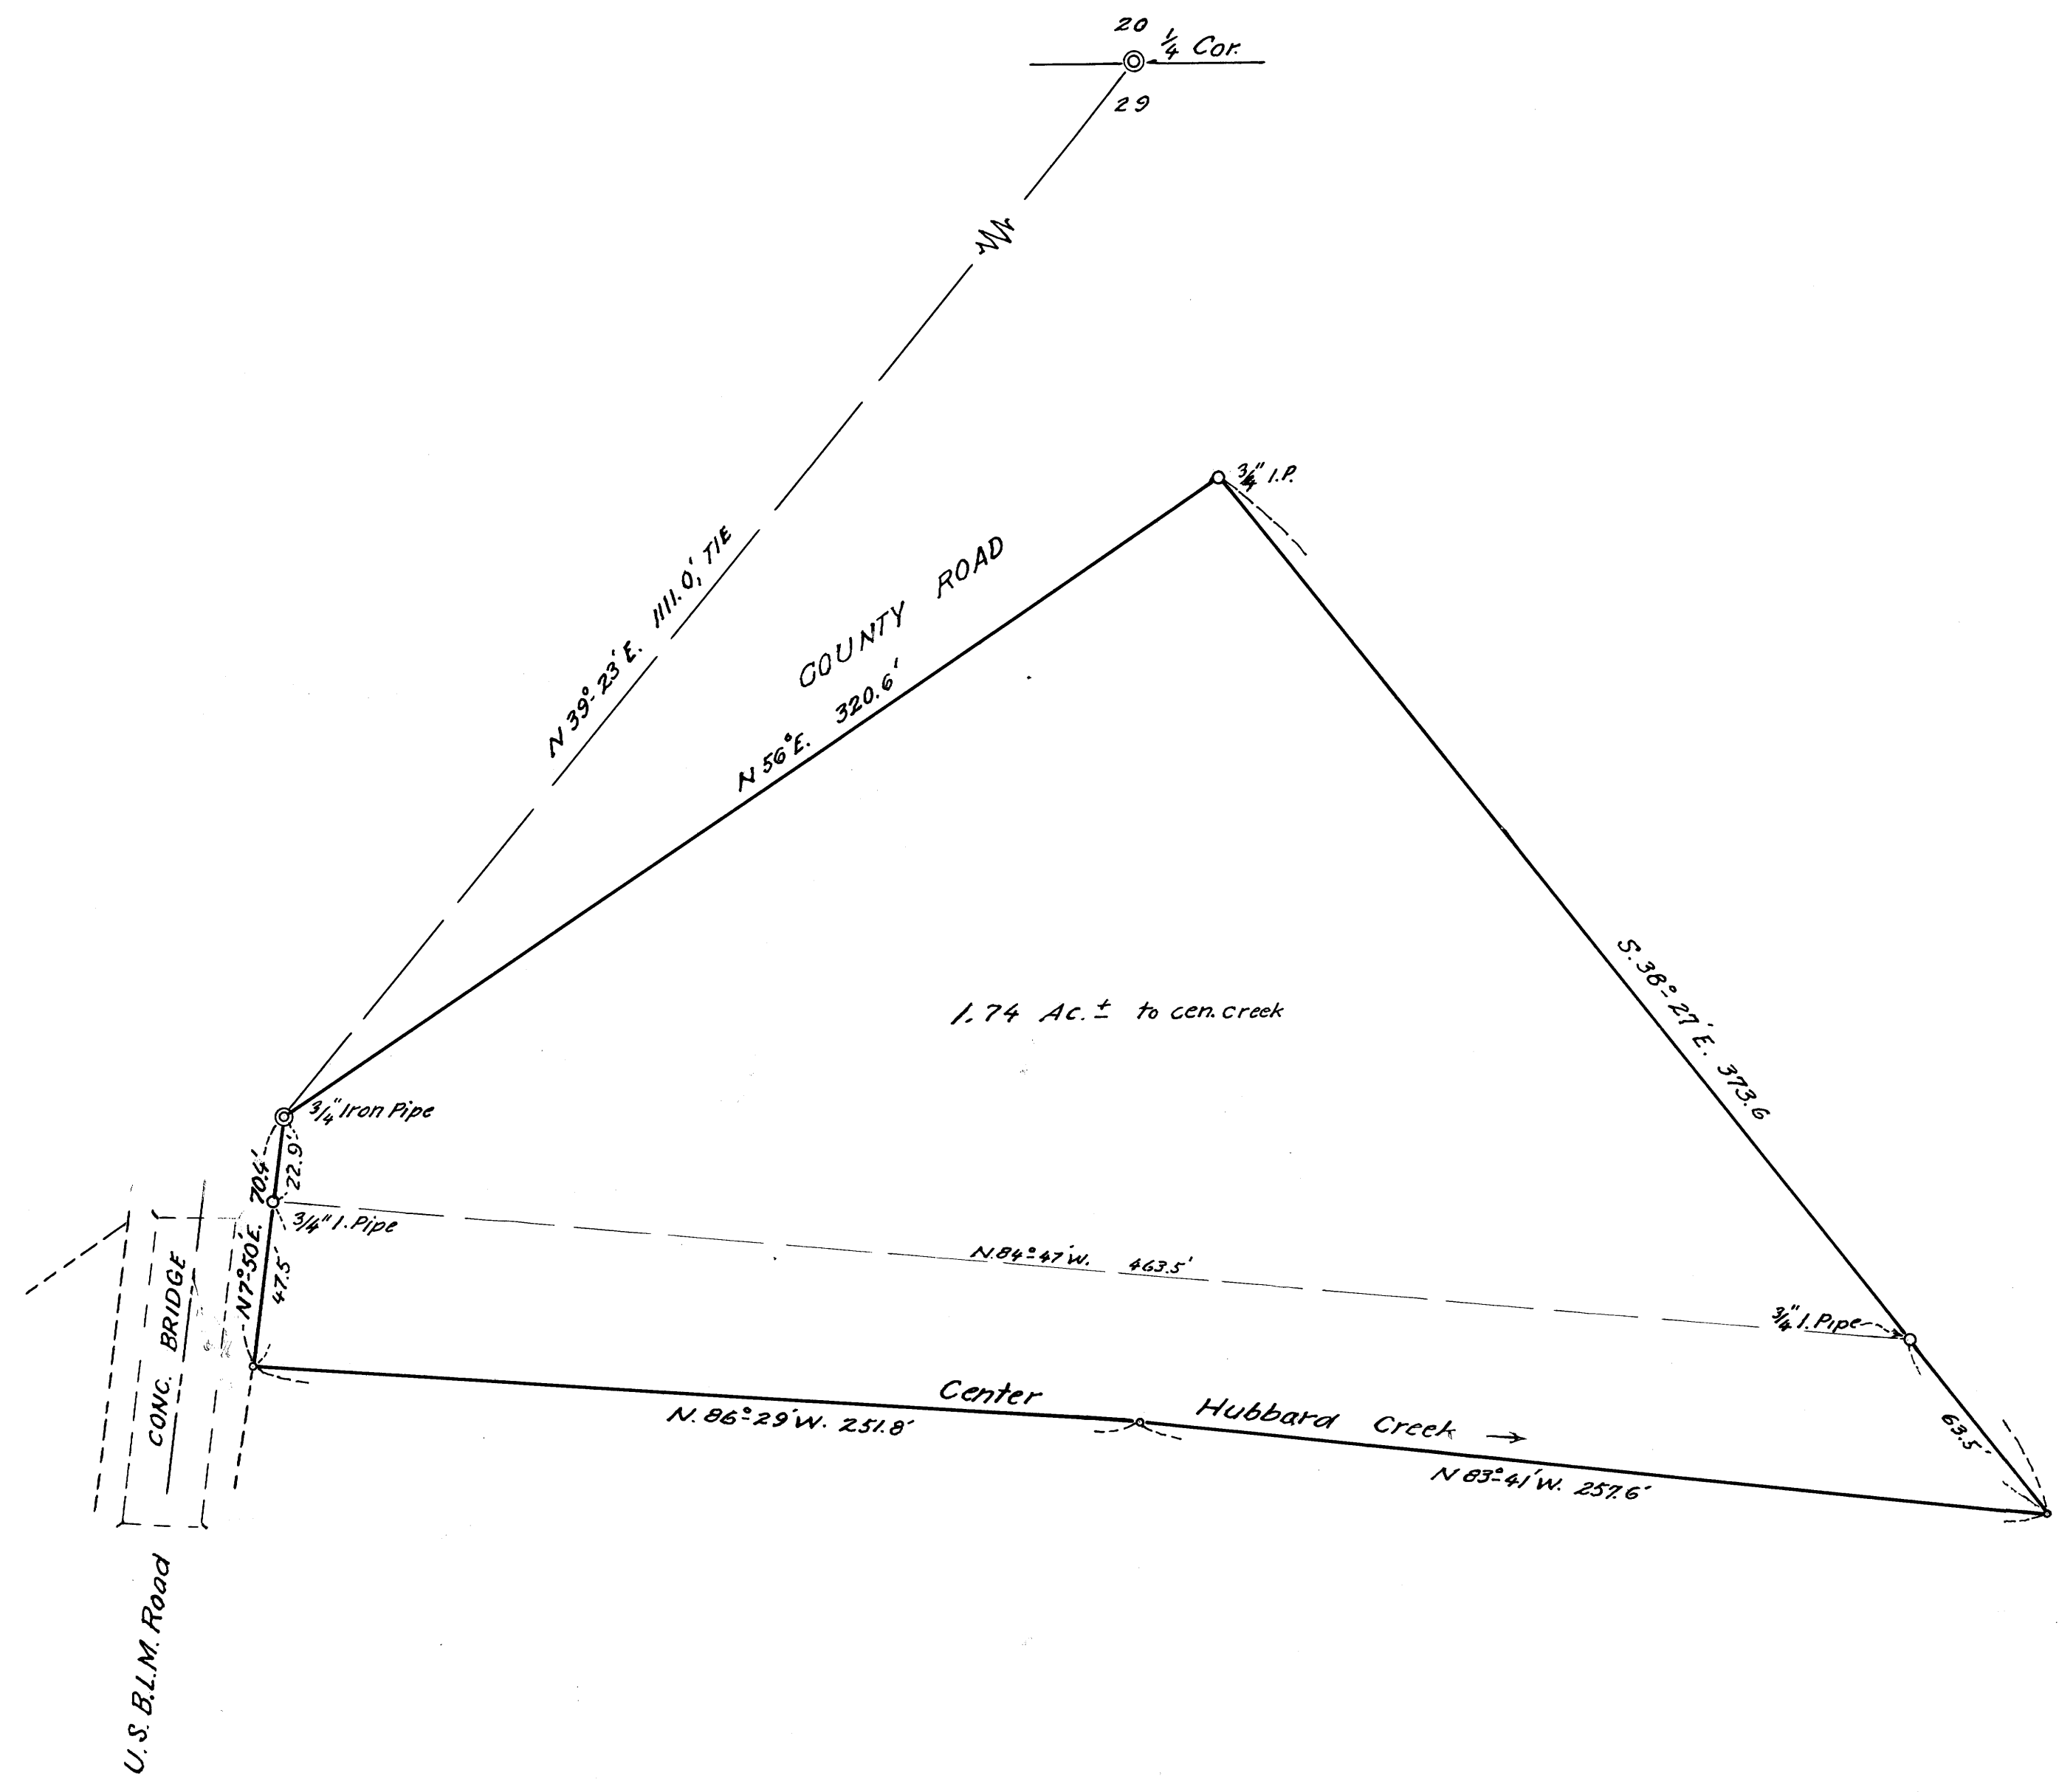 20
1/4 Cor.
29
3/4" I.P.
N 39°-23' E. 1111.0', TIE
COUNTY ROAD
N 56° E. 320.6'
S. 38°-27' E. 373.6
1.74 Ac. ± to cen. creek
3/4" Iron Pipe
70.4'
22.9'
3/4" I. Pipe
N 7°-50' E.
47.5'
N. 84°-47' W. 463.5'
3/4" I. Pipe
CONC. BRIDGE
Center Hubbard Creek →
N. 86°-29' W. 251.8'
63.5'
N 83°-41' W. 257.6'
U.S. B.L.M. Road